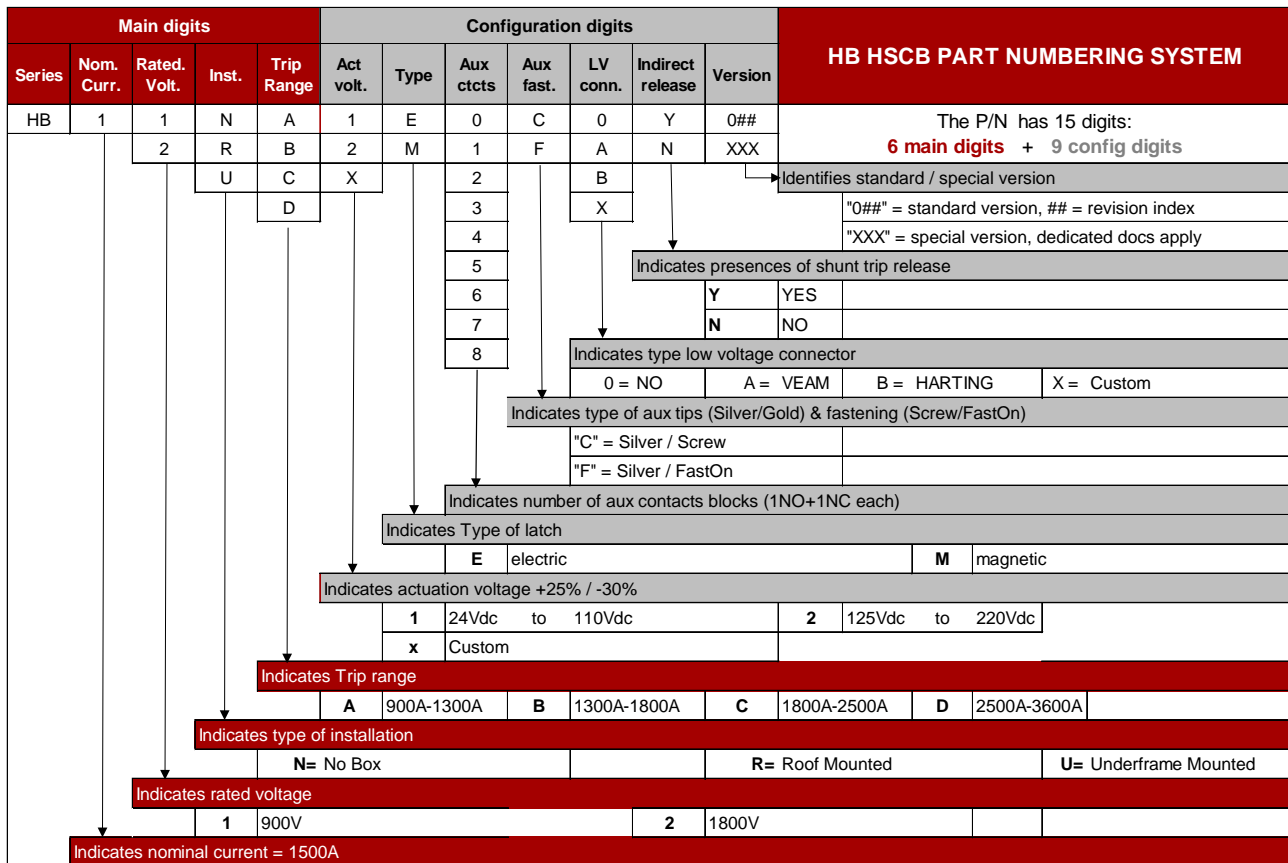 Main digits Configuration digits HB HSCB PART NUMBERING SYSTEM
Series Nom. Curr. Rated. Volt. Inst. Trip Range Act volt. Type Aux ctcts Aux fast. LV conn. Indirect release Version
HB 1 1 N A 1 E 0 C 0 Y 0## The P/N has 15 digits:
2 R B 2 M 1 F A N XXX 6 main digits + 9 config digits
U C X 2 B Identifies standard / special version
D 3 X "0##" = standard version, ## = revision index
4 "XXX" = special version, dedicated docs apply
5 Indicates presences of shunt trip release
6 Y YES
7 N NO
8 Indicates type low voltage connector
0 = NO A = VEAM B = HARTING X = Custom
Indicates type of aux tips (Silver/Gold) & fastening (Screw/FastOn)
"C" = Silver / Screw
"F" = Silver / FastOn
Indicates number of aux contacts blocks (1NO+1NC each)
Indicates Type of latch
E electric M magnetic
Indicates actuation voltage +25% / -30%
1 24Vdc to 110Vdc 2 125Vdc to 220Vdc
x Custom
Indicates Trip range
A 900A-1300A B 1300A-1800A C 1800A-2500A D 2500A-3600A
Indicates type of installation
N= No Box R= Roof Mounted U= Underframe Mounted
Indicates rated voltage
1 900V 2 1800V
Indicates nominal current = 1500A